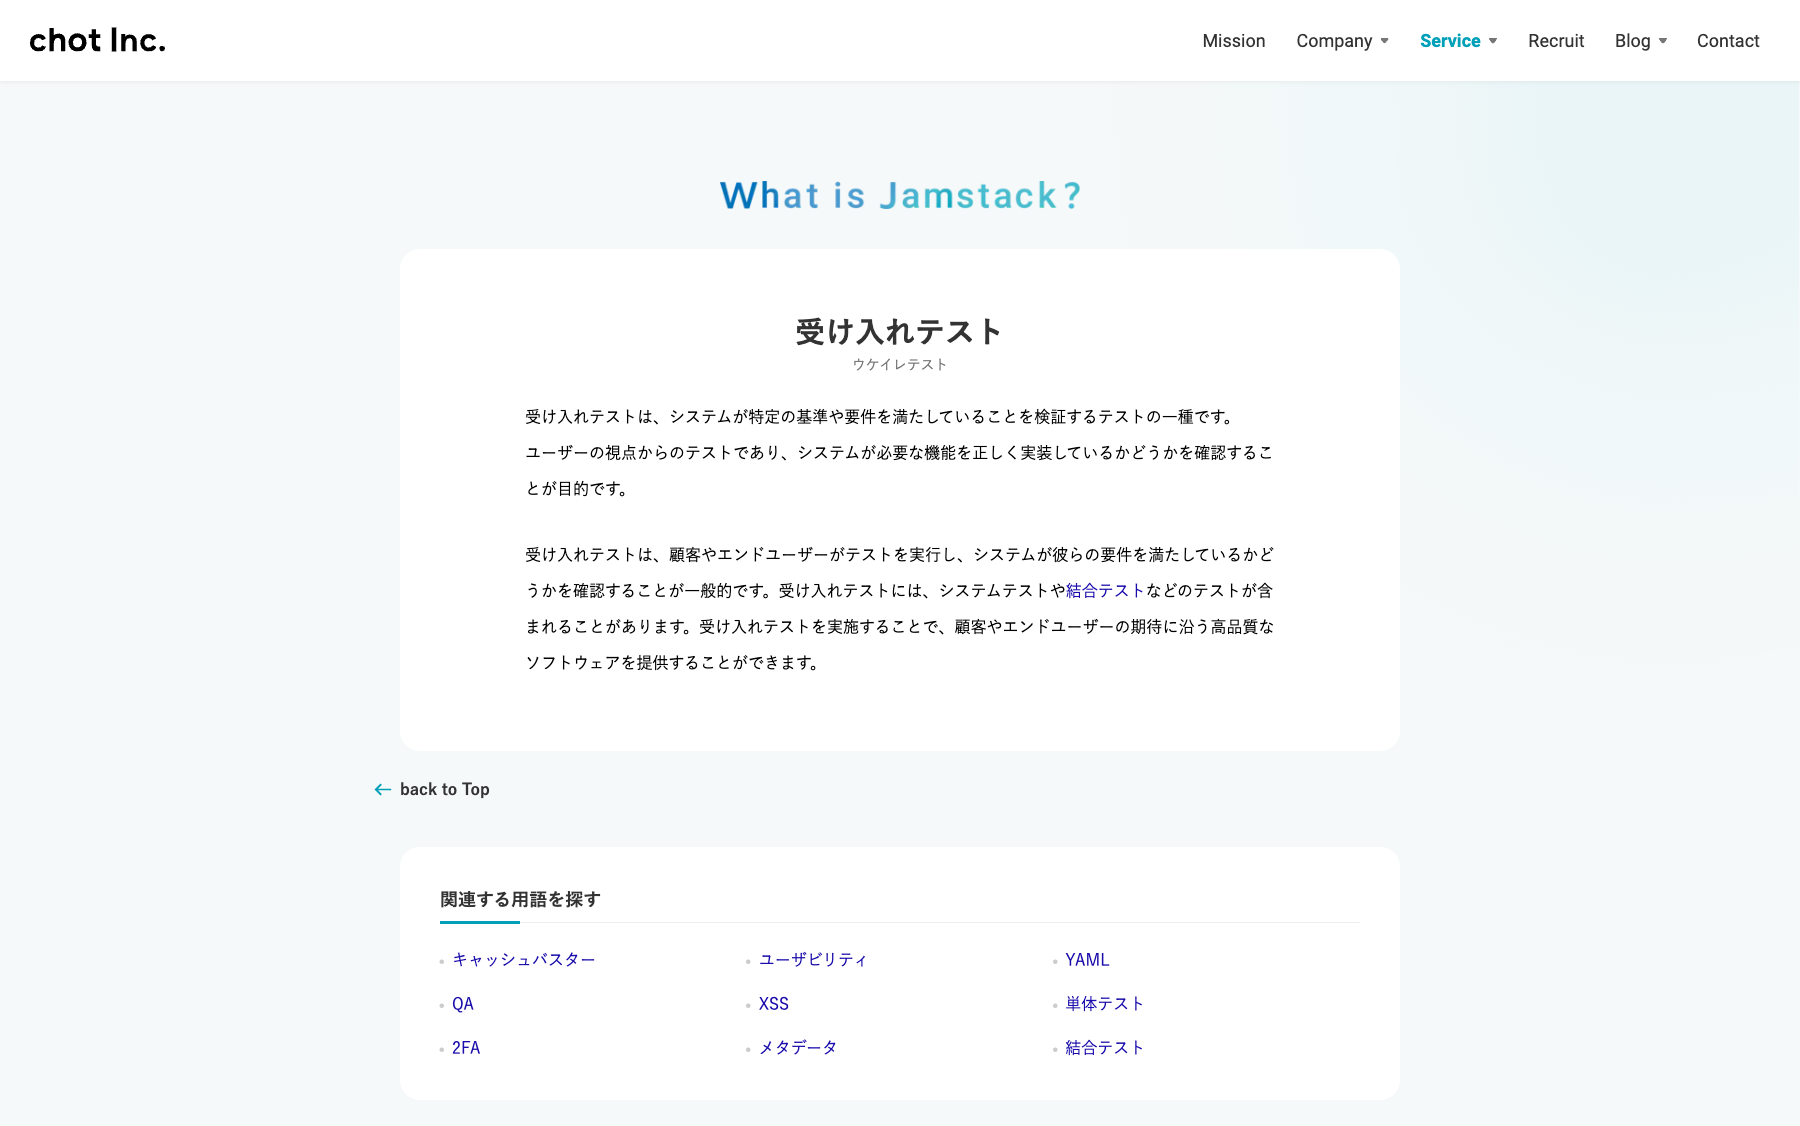 chot Inc.
Mission Company Service Recruit Blog Contact
What is Jamstack?
受け入れテスト
ウケイレテスト
受け入れテストは、システムが特定の基準や要件を満たしていることを検証するテストの一種です。
ユーザーの視点からのテストであり、システムが必要な機能を正しく実装しているかどうかを確認するこ
とが目的です。
受け入れテストは、顧客やエンドユーザーがテストを実行し、システムが彼らの要件を満たしているかど
うかを確認することが一般的です。受け入れテストには、システムテストや結合テストなどのテストが含
まれることがあります。受け入れテストを実施することで、顧客やエンドユーザーの期待に沿う高品質な
ソフトウェアを提供することができます。
back to Top
関連する用語を探す
キャッシュバスター ユーザビリティ YAML
QA XSS 単体テスト
2FA メタデータ 結合テスト